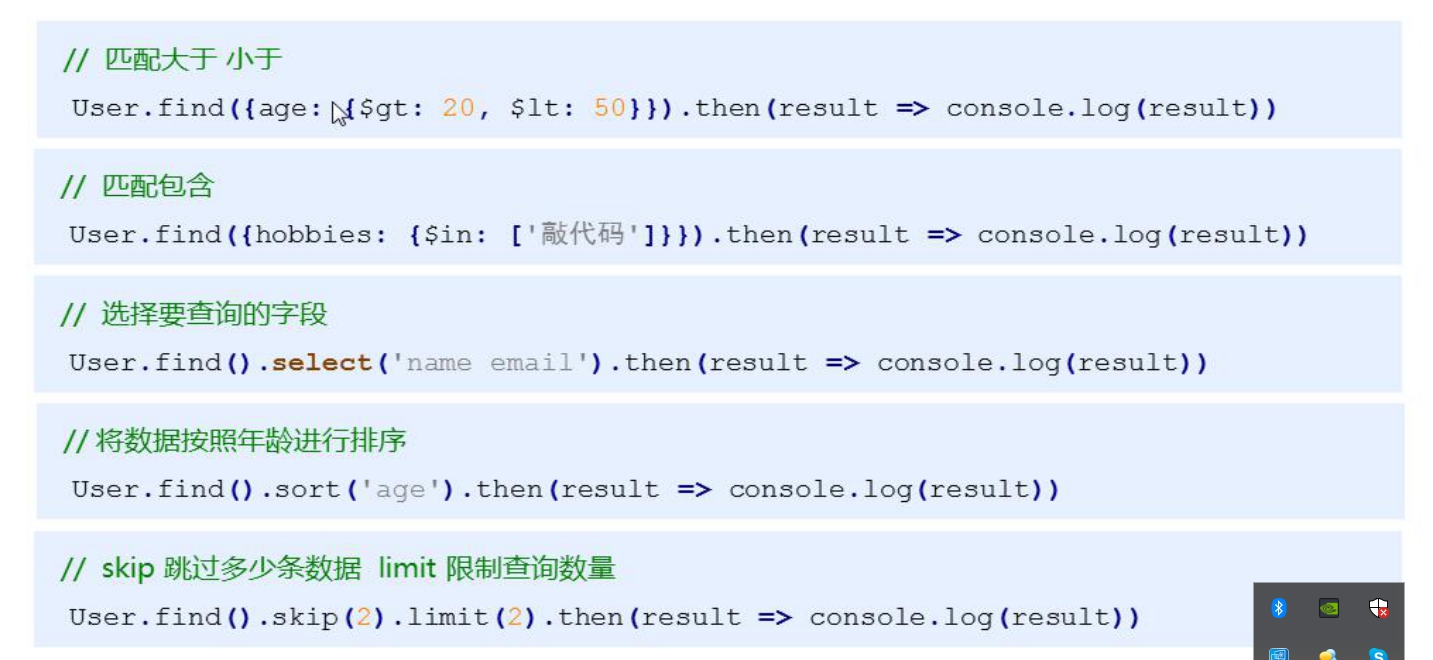 // 匹配大于 小于
User.find({age: {$gt: 20, $lt: 50}}).then(result => console.log(result))
// 匹配包含
User.find({hobbies: {$in: ['敲代码']}}).then(result => console.log(result))
// 选择要查询的字段
User.find().select('name email').then(result => console.log(result))
// 将数据按照年龄进行排序
User.find().sort('age').then(result => console.log(result))
// skip 跳过多少条数据 limit 限制查询数量
User.find().skip(2).limit(2).then(result => console.log(result))